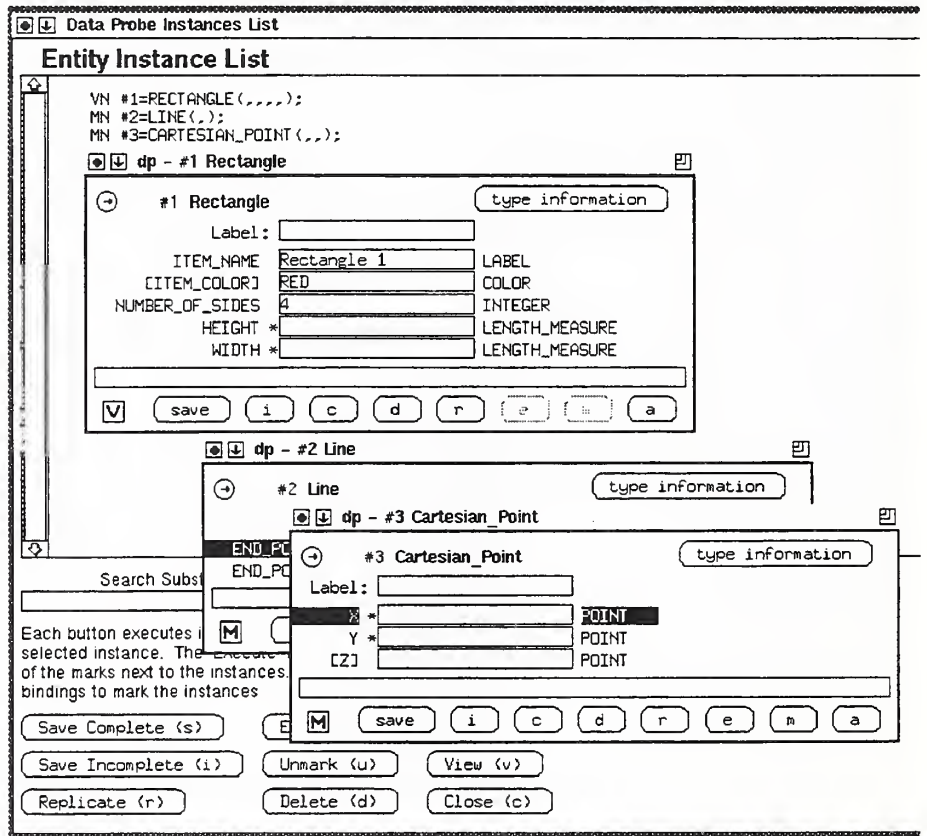 Data Probe Instances List
Entity Instance List
VN #1=RECTANGLE(,,,,);
MN #2=LINE(,);
MN #3=CARTESIAN_POINT(,,);
dp - #1 Rectangle
#1 Rectangle
type information
Label:
ITEM_NAME Rectangle 1 LABEL
[ITEM_COLOR] RED COLOR
NUMBER_OF_SIDES 4 INTEGER
HEIGHT * LENGTH_MEASURE
WIDTH * LENGTH_MEASURE
V save i c d r e m a
dp - #2 Line
#2 Line
type information
END_PO
END_PO
M
dp - #3 Cartesian_Point
#3 Cartesian_Point
type information
Label:
X * POINT
Y * POINT
[Z] POINT
M save i c d r e m a
Search Subst
Each button executes i
selected instance. The
of the marks next to the instances.
bindings to mark the instances
Save Complete (s) E
Save Incomplete (i) Unmark (u) View (v)
Replicate (r) Delete (d) Close (c)